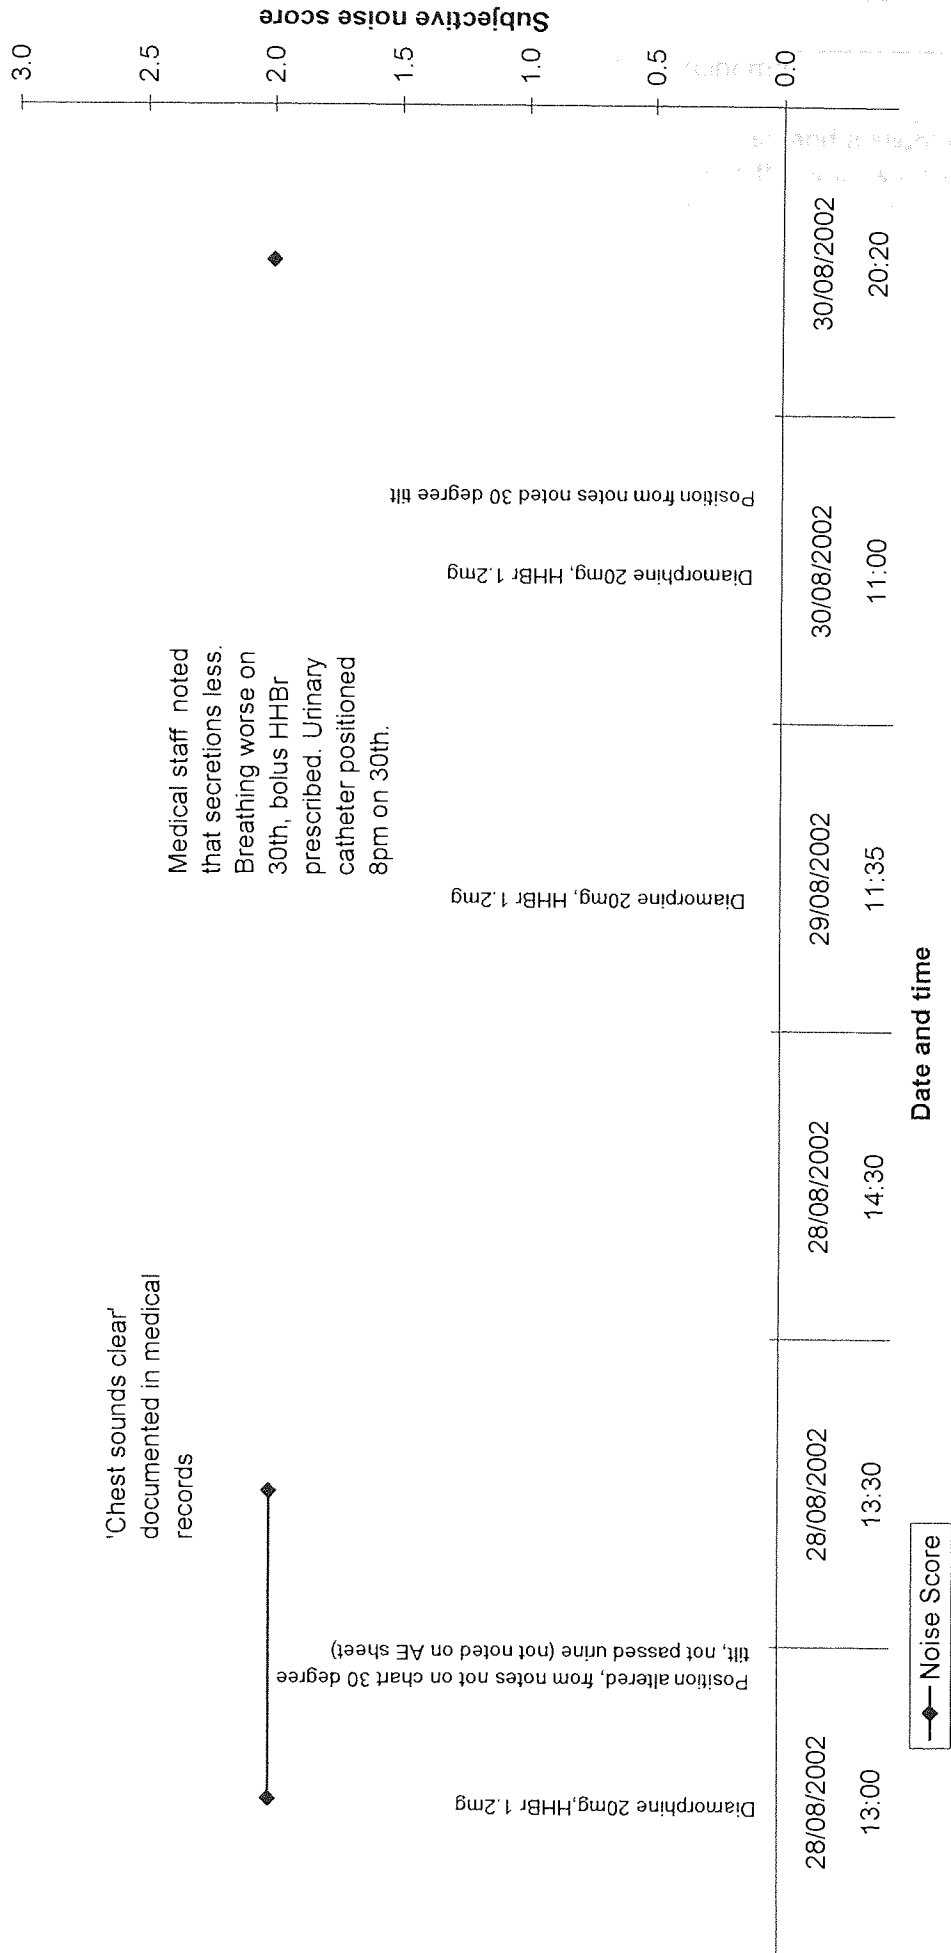 Subjective noise score
3.0
2.5
2.0
1.5
1.0
0.5
0.0
'Chest sounds clear'
documented in medical
records
Medical staff noted
that secretions less.
Breathing worse on
30th, bolus HHBr
prescribed. Urinary
catheter positioned
8pm on 30th.
Diamorphine 20mg,HHBr 1.2mg
Position altered, from notes not on chart 30 degree
tilt, not passed urine (not noted on AE sheet)
Diamorpine 20mg, HHBr 1.2mg
Diamorphine 20mg, HHBr 1.2mg
Position from notes noted 30 degree tilt
28/08/2002
13:00
28/08/2002
13:30
28/08/2002
14:30
29/08/2002
11:35
30/08/2002
11:00
30/08/2002
20:20
Date and time
Noise Score